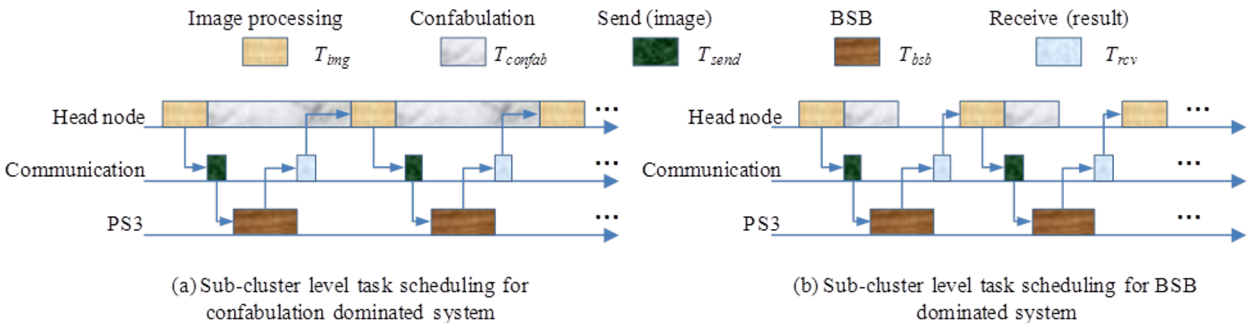 Image processing Confabulation Send (image) BSB Receive (result)
T_img T_confab T_send T_bsb T_rcv
Head node ... Head node ...
Communication ... Communication ...
PS3 ... PS3 ...
(a) Sub-cluster level task scheduling for confabulation dominated system
(b) Sub-cluster level task scheduling for BSB dominated system